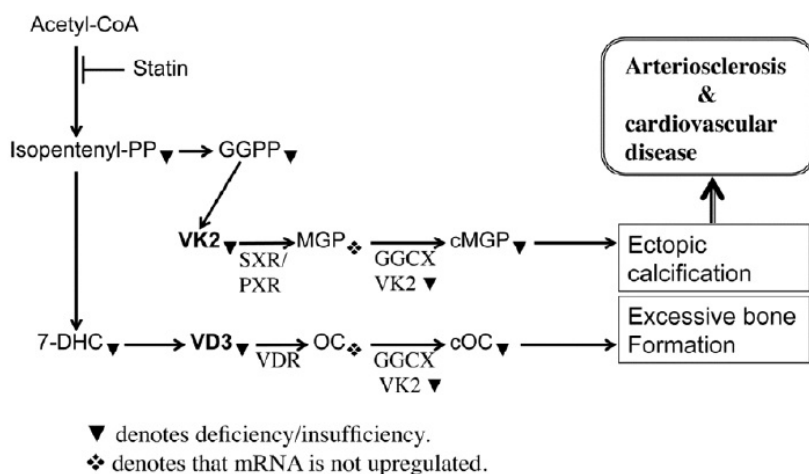 Acetyl-CoA
Statin
Arteriosclerosis
&
cardiovascular
disease
Isopentenyl-PP▼
GGPP▼
VK2▼
SXR/
PXR
MGP❖
GGCX
VK2 ▼
cMGP▼
Ectopic
calcification
7-DHC▼
VD3▼
VDR
OC❖
GGCX
VK2 ▼
cOC▼
Excessive bone
Formation
▼ denotes deficiency/insufficiency.
❖ denotes that mRNA is not upregulated.